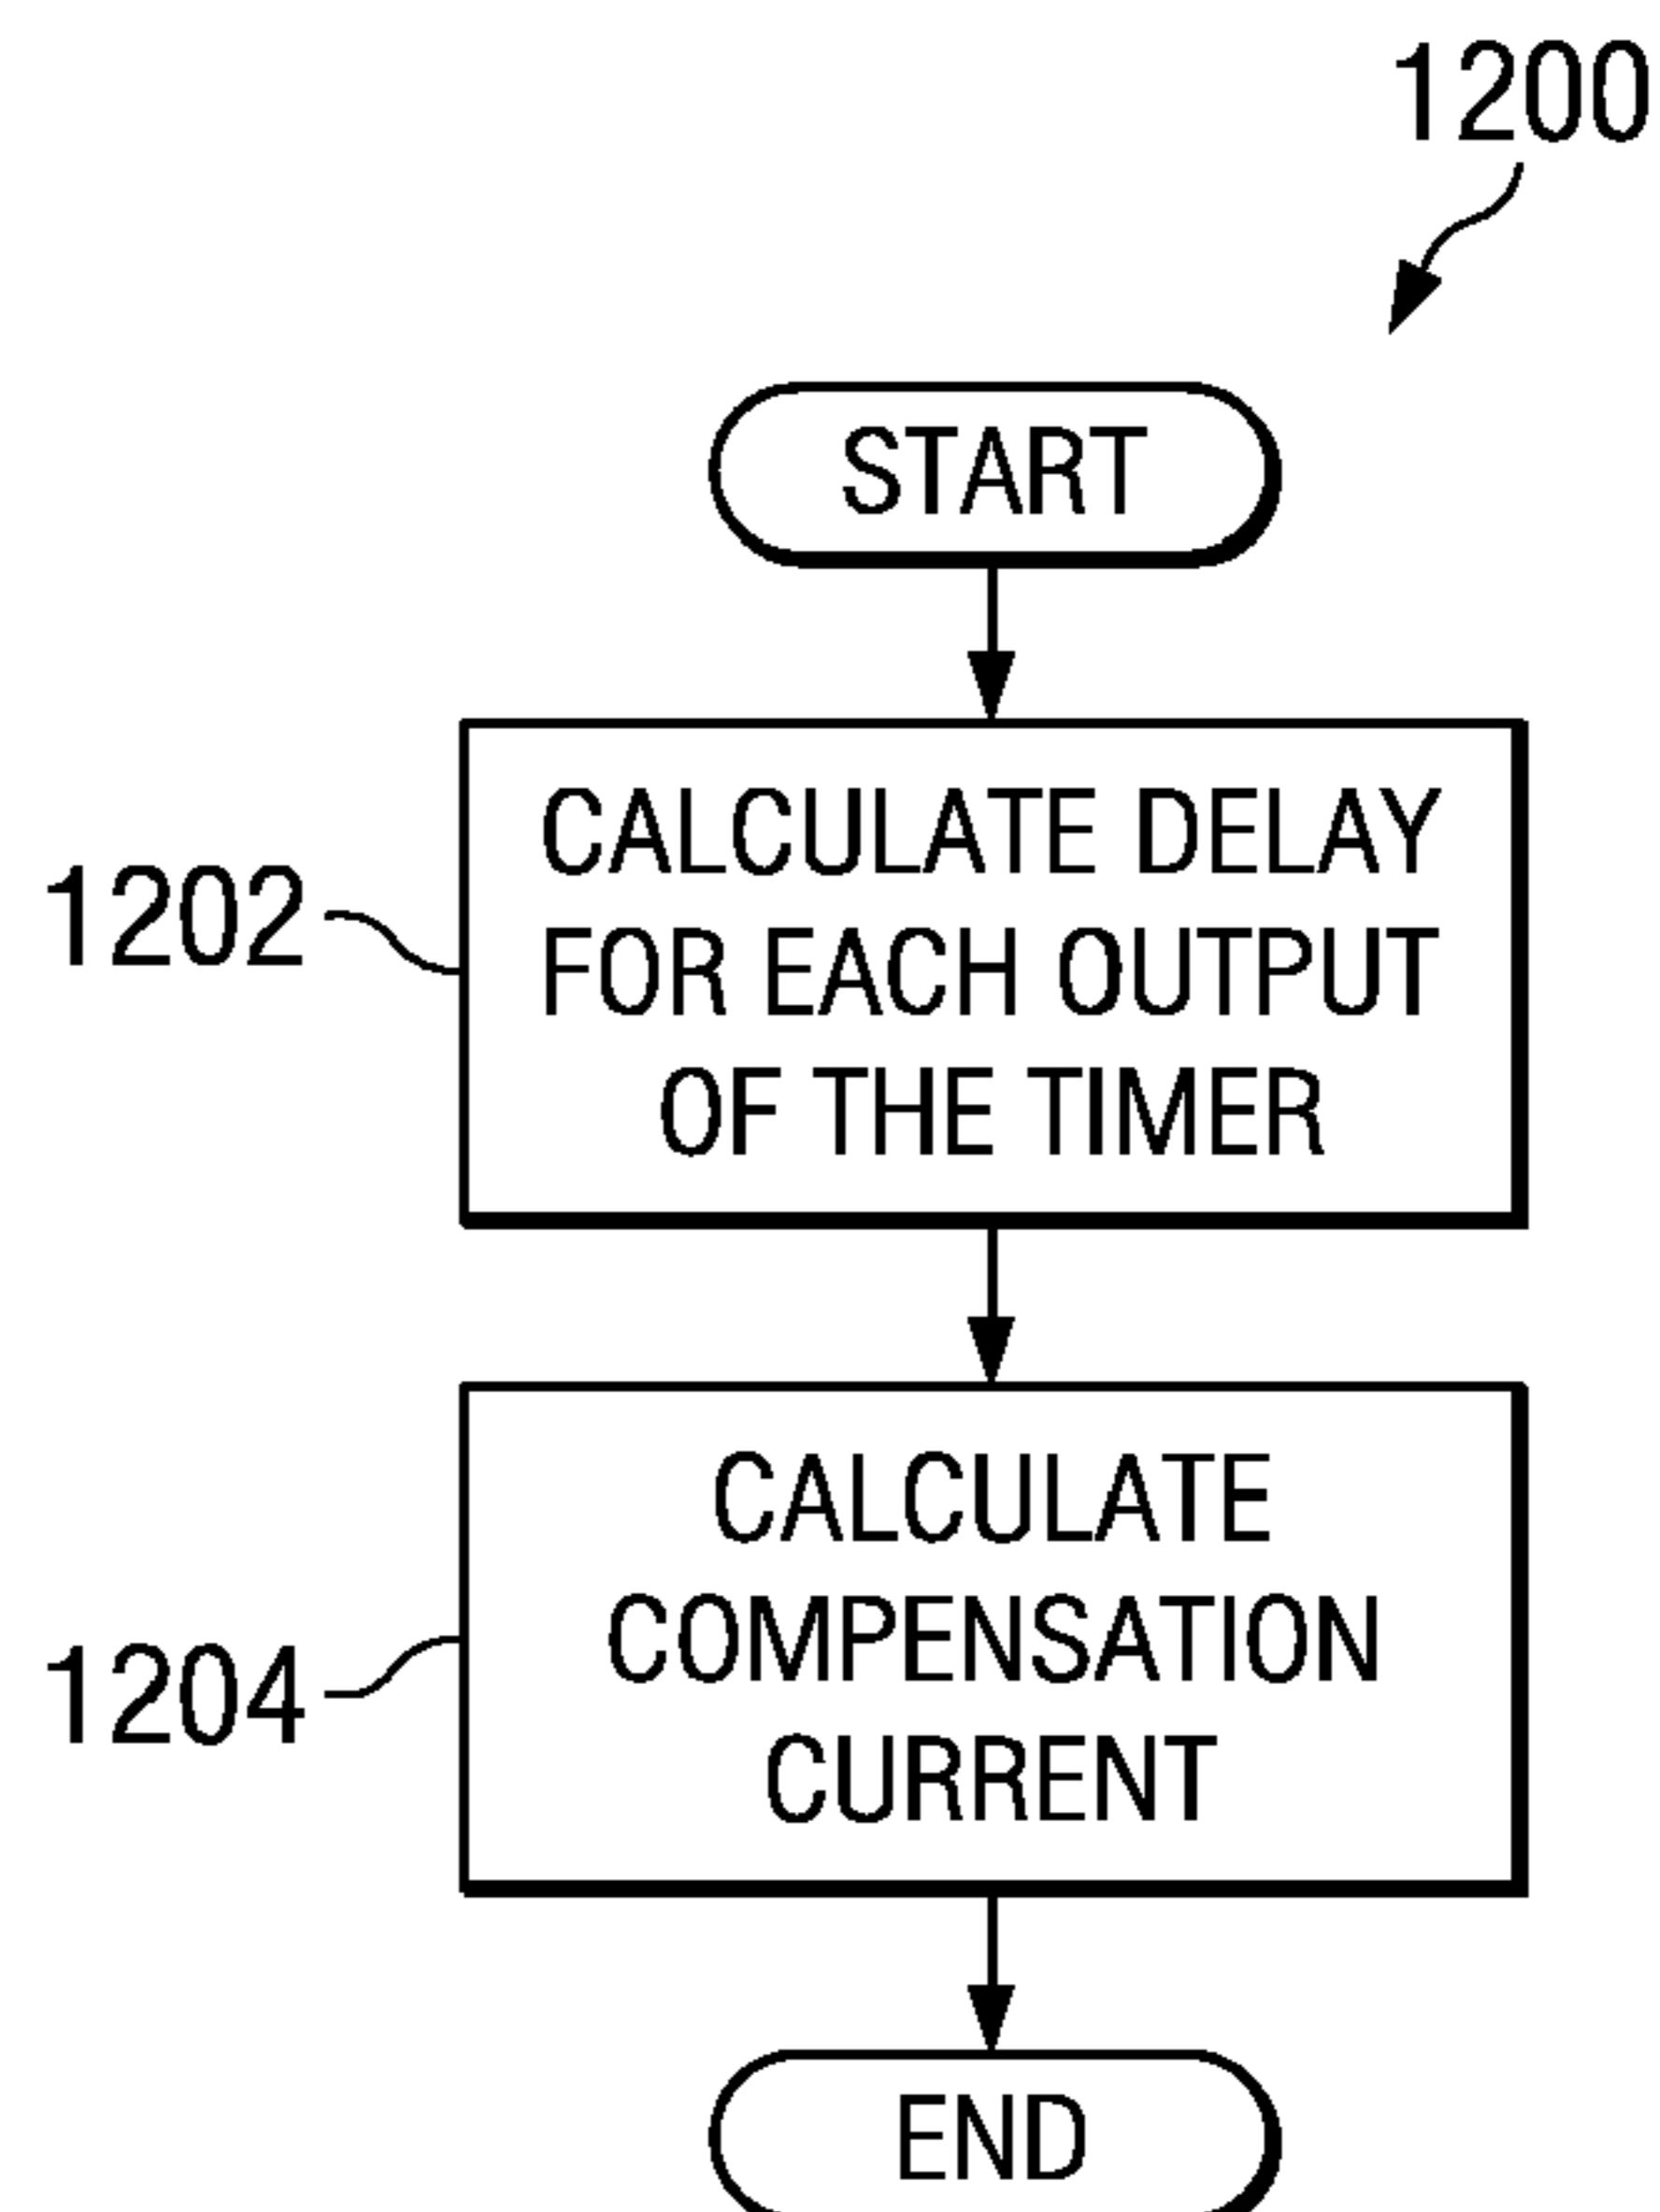 1200
START
1202
CALCULATE DELAY
FOR EACH OUTPUT
OF THE TIMER
1204
CALCULATE
COMPENSATION
CURRENT
END